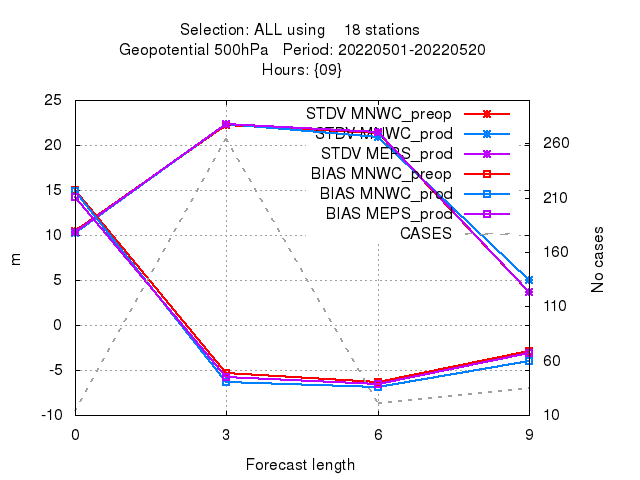 Selection: ALL using 18 stations
Geopotential 500hPa Period: 20220501-20220520
Hours: {09}
25
20
15
10
5
0
-5
-10
m
STDV MNWC_preop
STDV MNWC_prod
STDV MEPS_prod
BIAS MNWC_preop
BIAS MNWC_prod
BIAS MEPS_prod
CASES
260
210
160
110
60
10
No cases
0 3 6 9
Forecast length